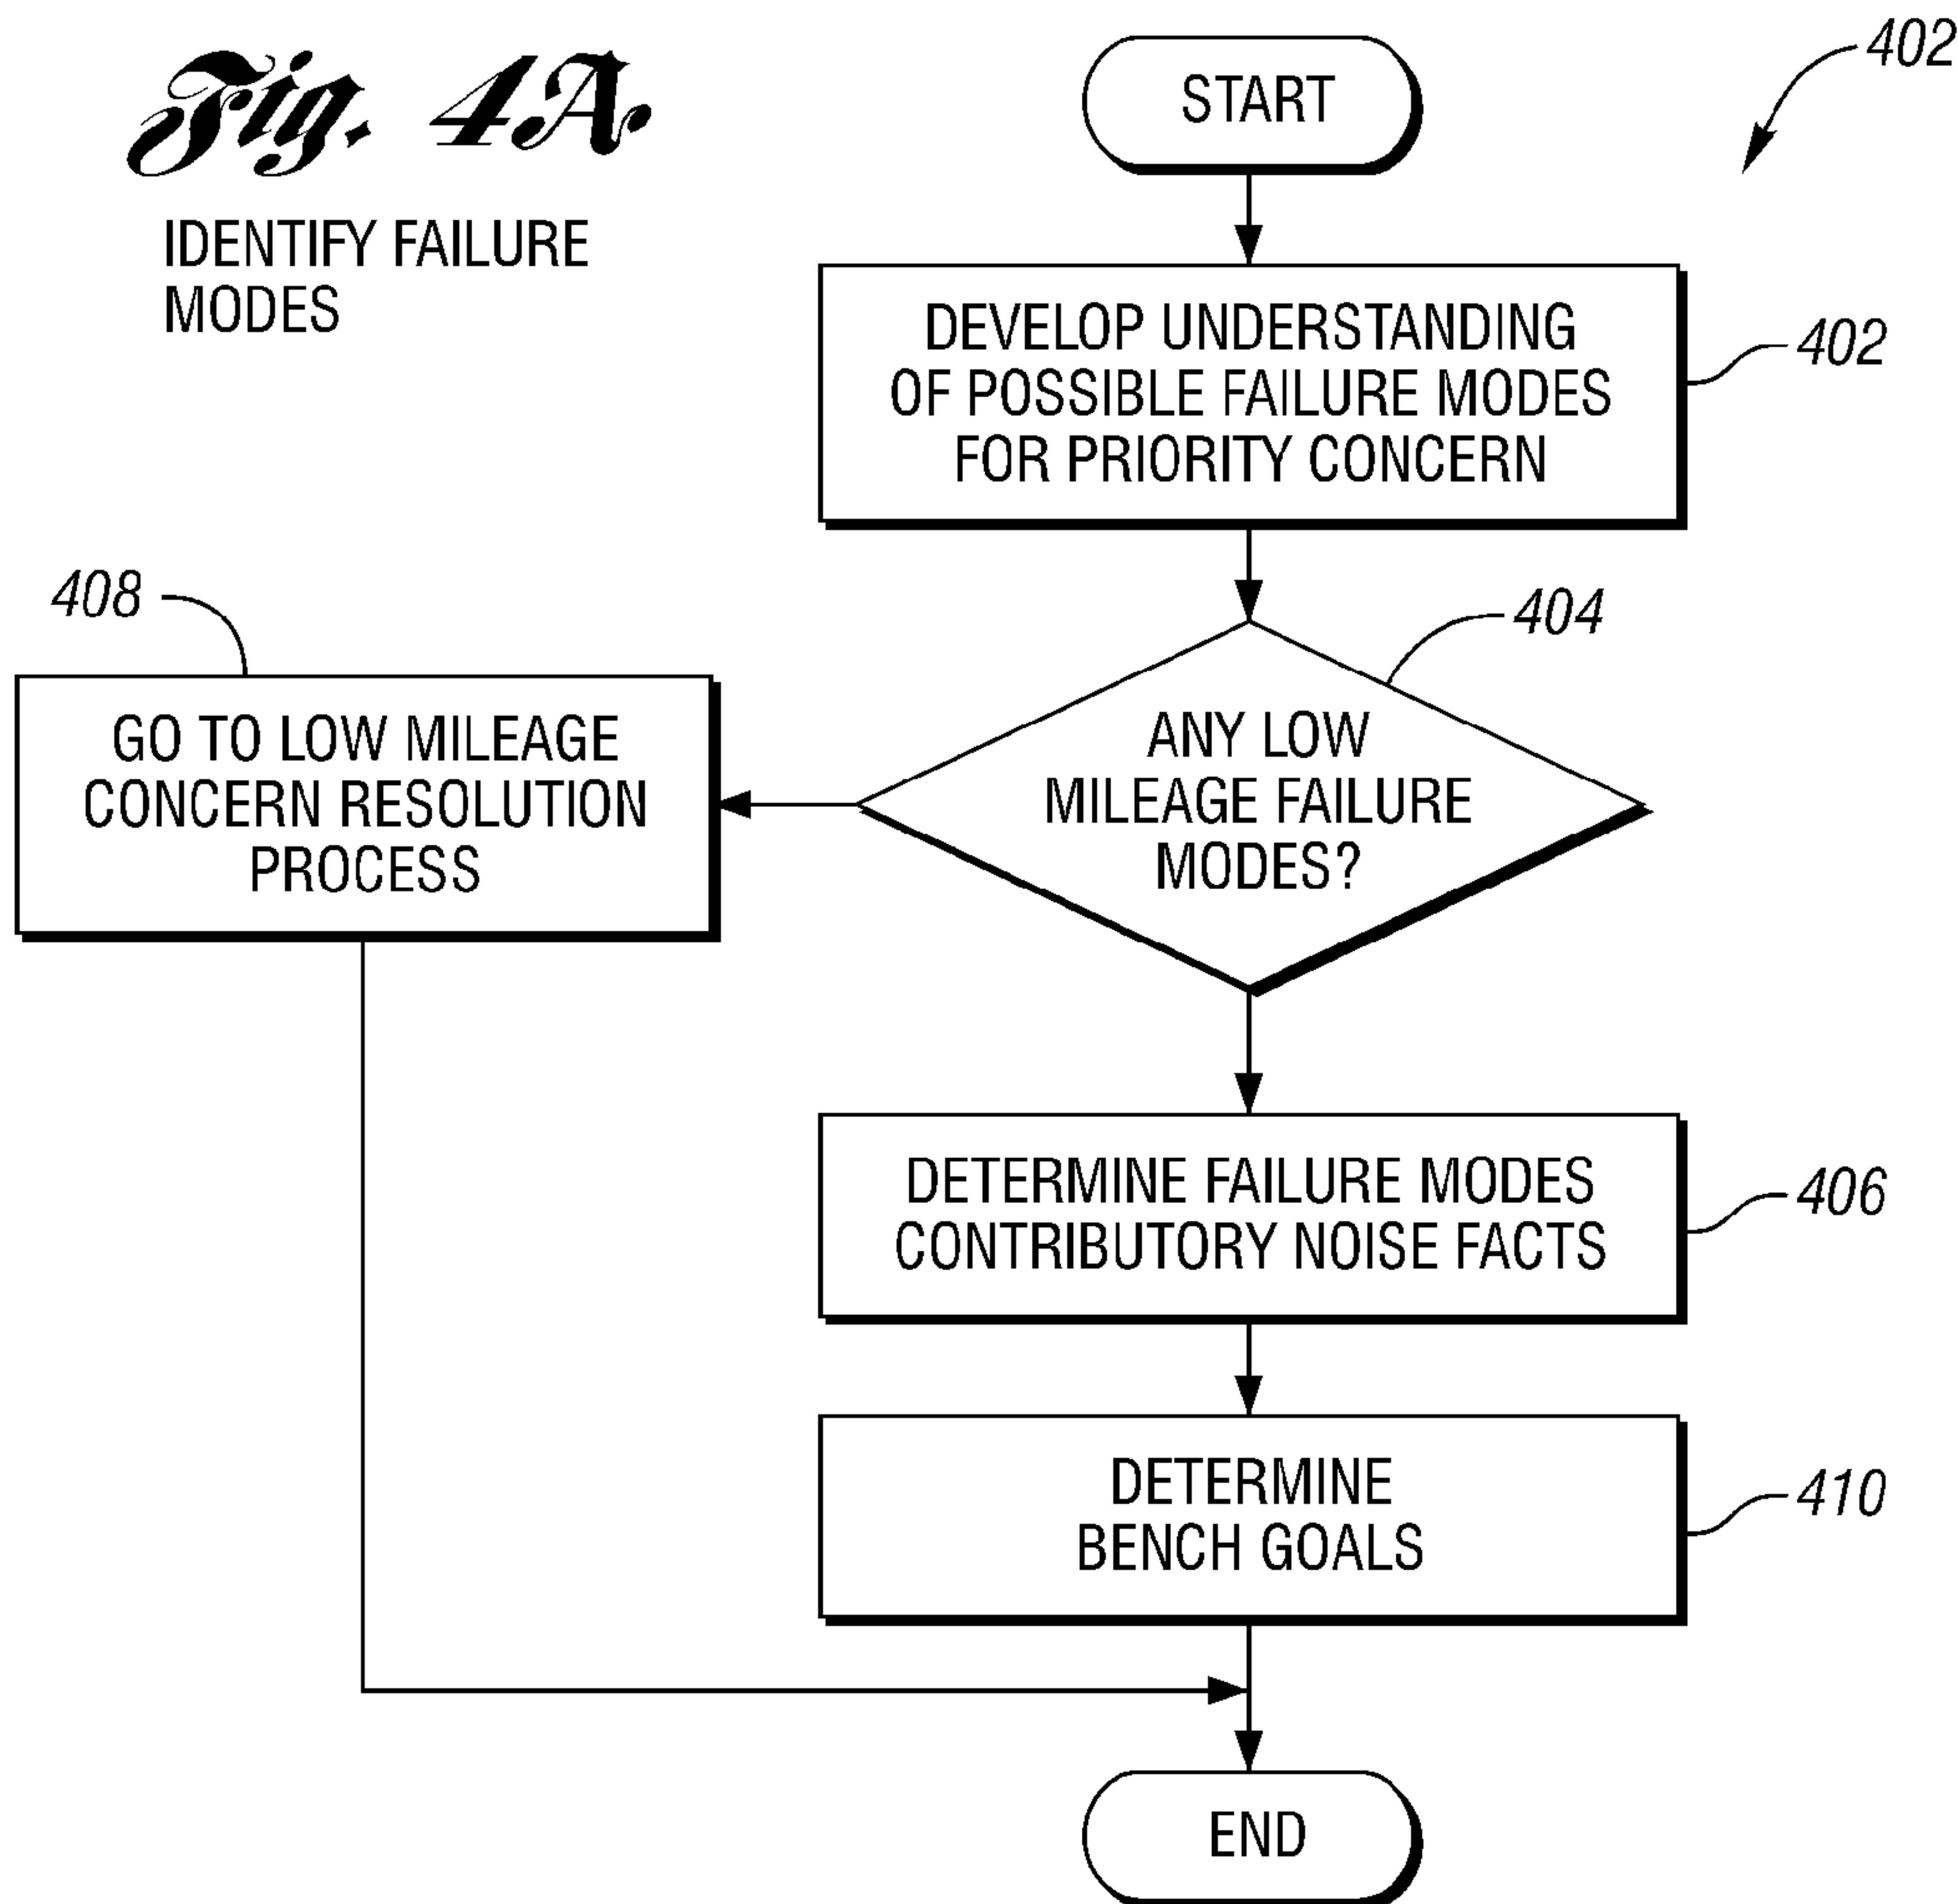 Fig. 4A.
IDENTIFY FAILURE
MODES
START
402
DEVELOP UNDERSTANDING
OF POSSIBLE FAILURE MODES
FOR PRIORITY CONCERN
402
408
404
GO TO LOW MILEAGE
CONCERN RESOLUTION
PROCESS
ANY LOW
MILEAGE FAILURE
MODES?
DETERMINE FAILURE MODES
CONTRIBUTORY NOISE FACTS
406
DETERMINE
BENCH GOALS
410
END